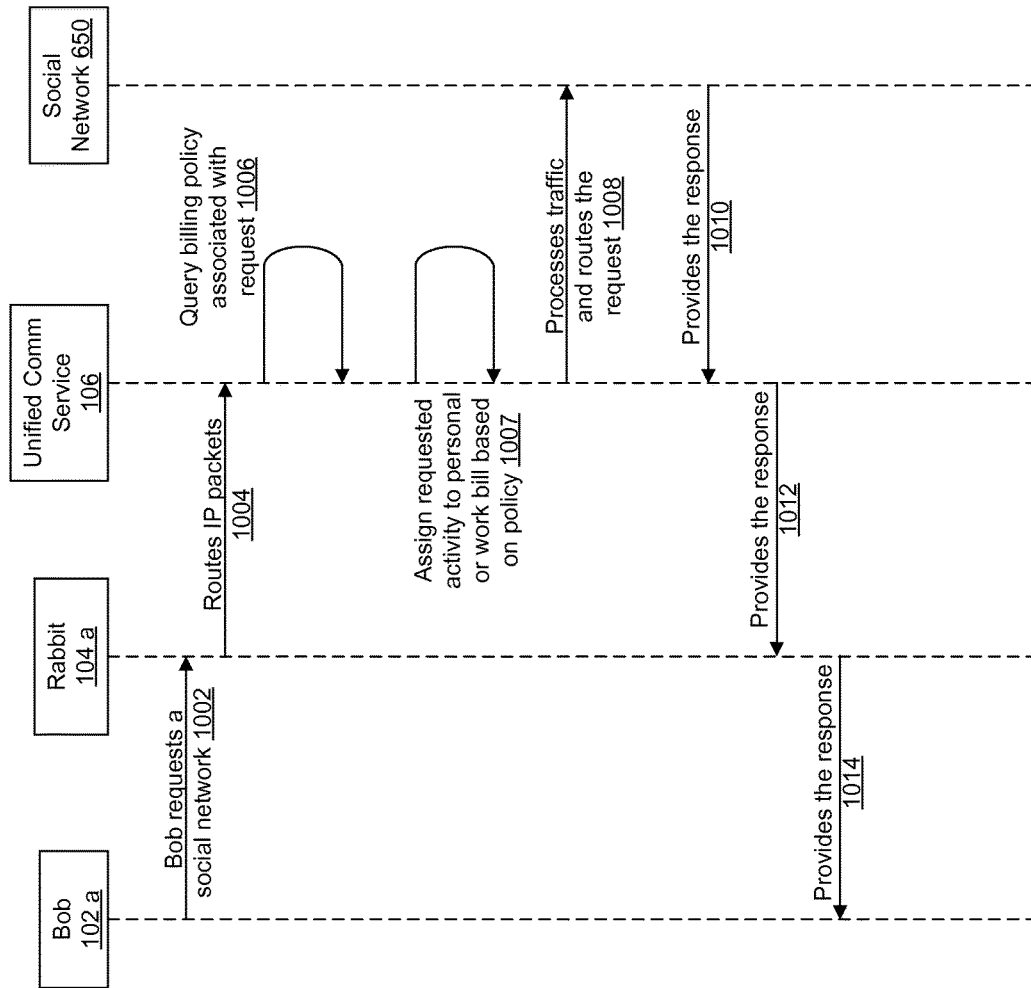 Bob
102 a
Rabbit
104 a
Unified Comm
Service
106
Social
Network 650
Bob requests a
social network 1002
Routes IP packets
1004
Query billing policy
associated with
request 1006
Assign requested
activity to personal
or work bill based
on policy 1007
Processes traffic
and routes the
request 1008
Provides the response
1010
Provides the response
1012
Provides the response
1014